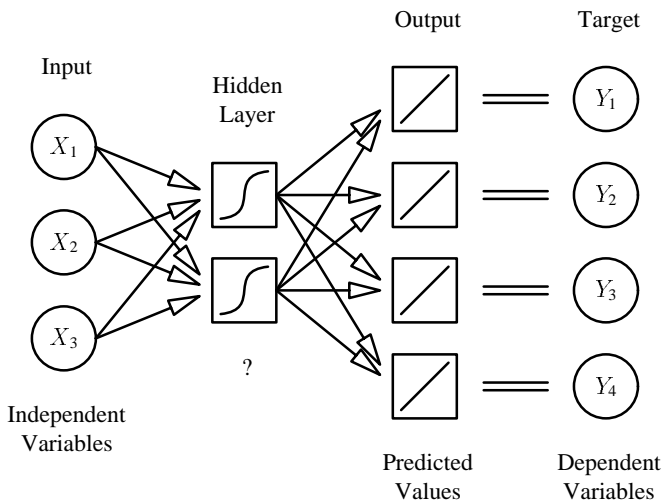 Output
Target
Input
Hidden
Layer
X₁
X₂
X₃
Y₁
Y₂
Y₃
Y₄
?
Independent
Variables
Predicted
Values
Dependent
Variables